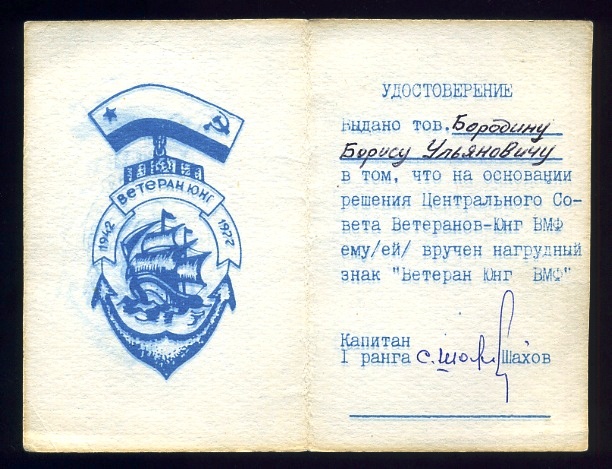 ВЕТЕРАН ЮНГ
1942
1972
УДОСТОВЕРЕНИЕ
Выдано тов. Бородину
Борису Ульяновичу
в том, что на основании
решения Центрального Со-
вета Ветеранов-Юнг ВМФ
ему/ей/ вручен нагрудный
знак "Ветеран Юнг ВМФ"
Капитан
I ранга С. Шахов